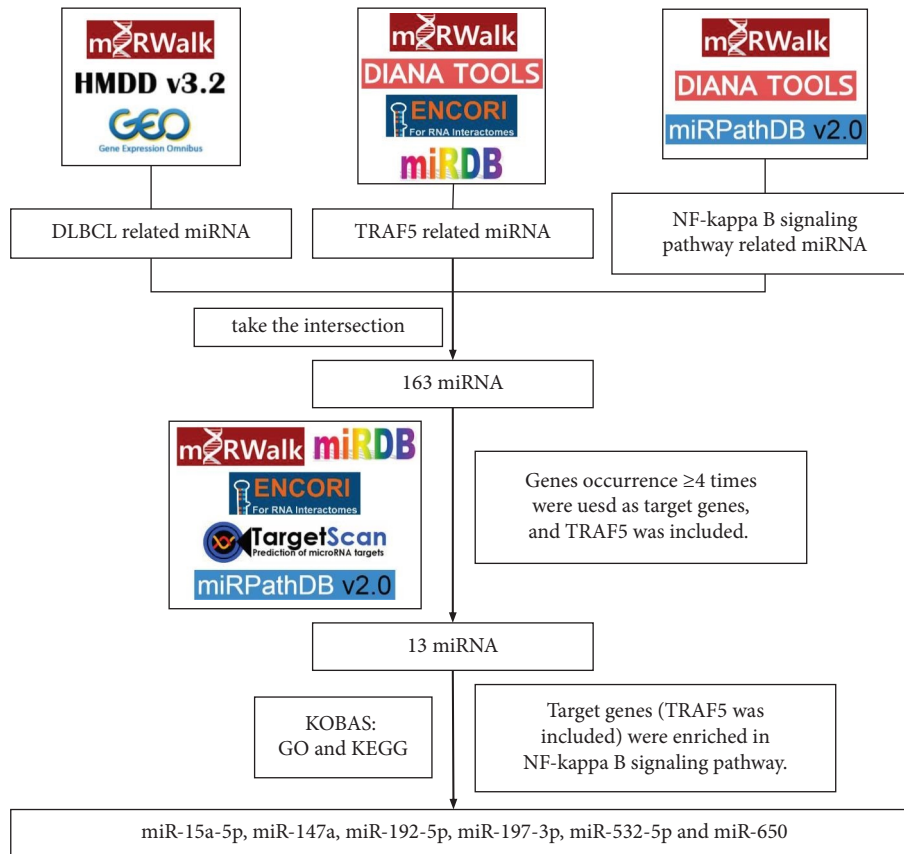 miRWalk
HMDD v3.2
GEO
Gene Expression Omnibus
miRWalk
DIANA TOOLS
ENCORI
For RNA Interactomes
miRDB
miRWalk
DIANA TOOLS
miRPathDB v2.0
DLBCL related miRNA
TRAF5 related miRNA
NF-kappa B signaling
pathway related miRNA
take the intersection
163 miRNA
miRWalk
miRDB
ENCORI
For RNA Interactomes
TargetScan
Prediction of microRNA targets
miRPathDB v2.0
Genes occurrence ≥4 times
were uesd as target genes,
and TRAF5 was included.
13 miRNA
KOBAS:
GO and KEGG
Target genes (TRAF5 was
included) were enriched in
NF-kappa B signaling pathway.
miR-15a-5p, miR-147a, miR-192-5p, miR-197-3p, miR-532-5p and miR-650